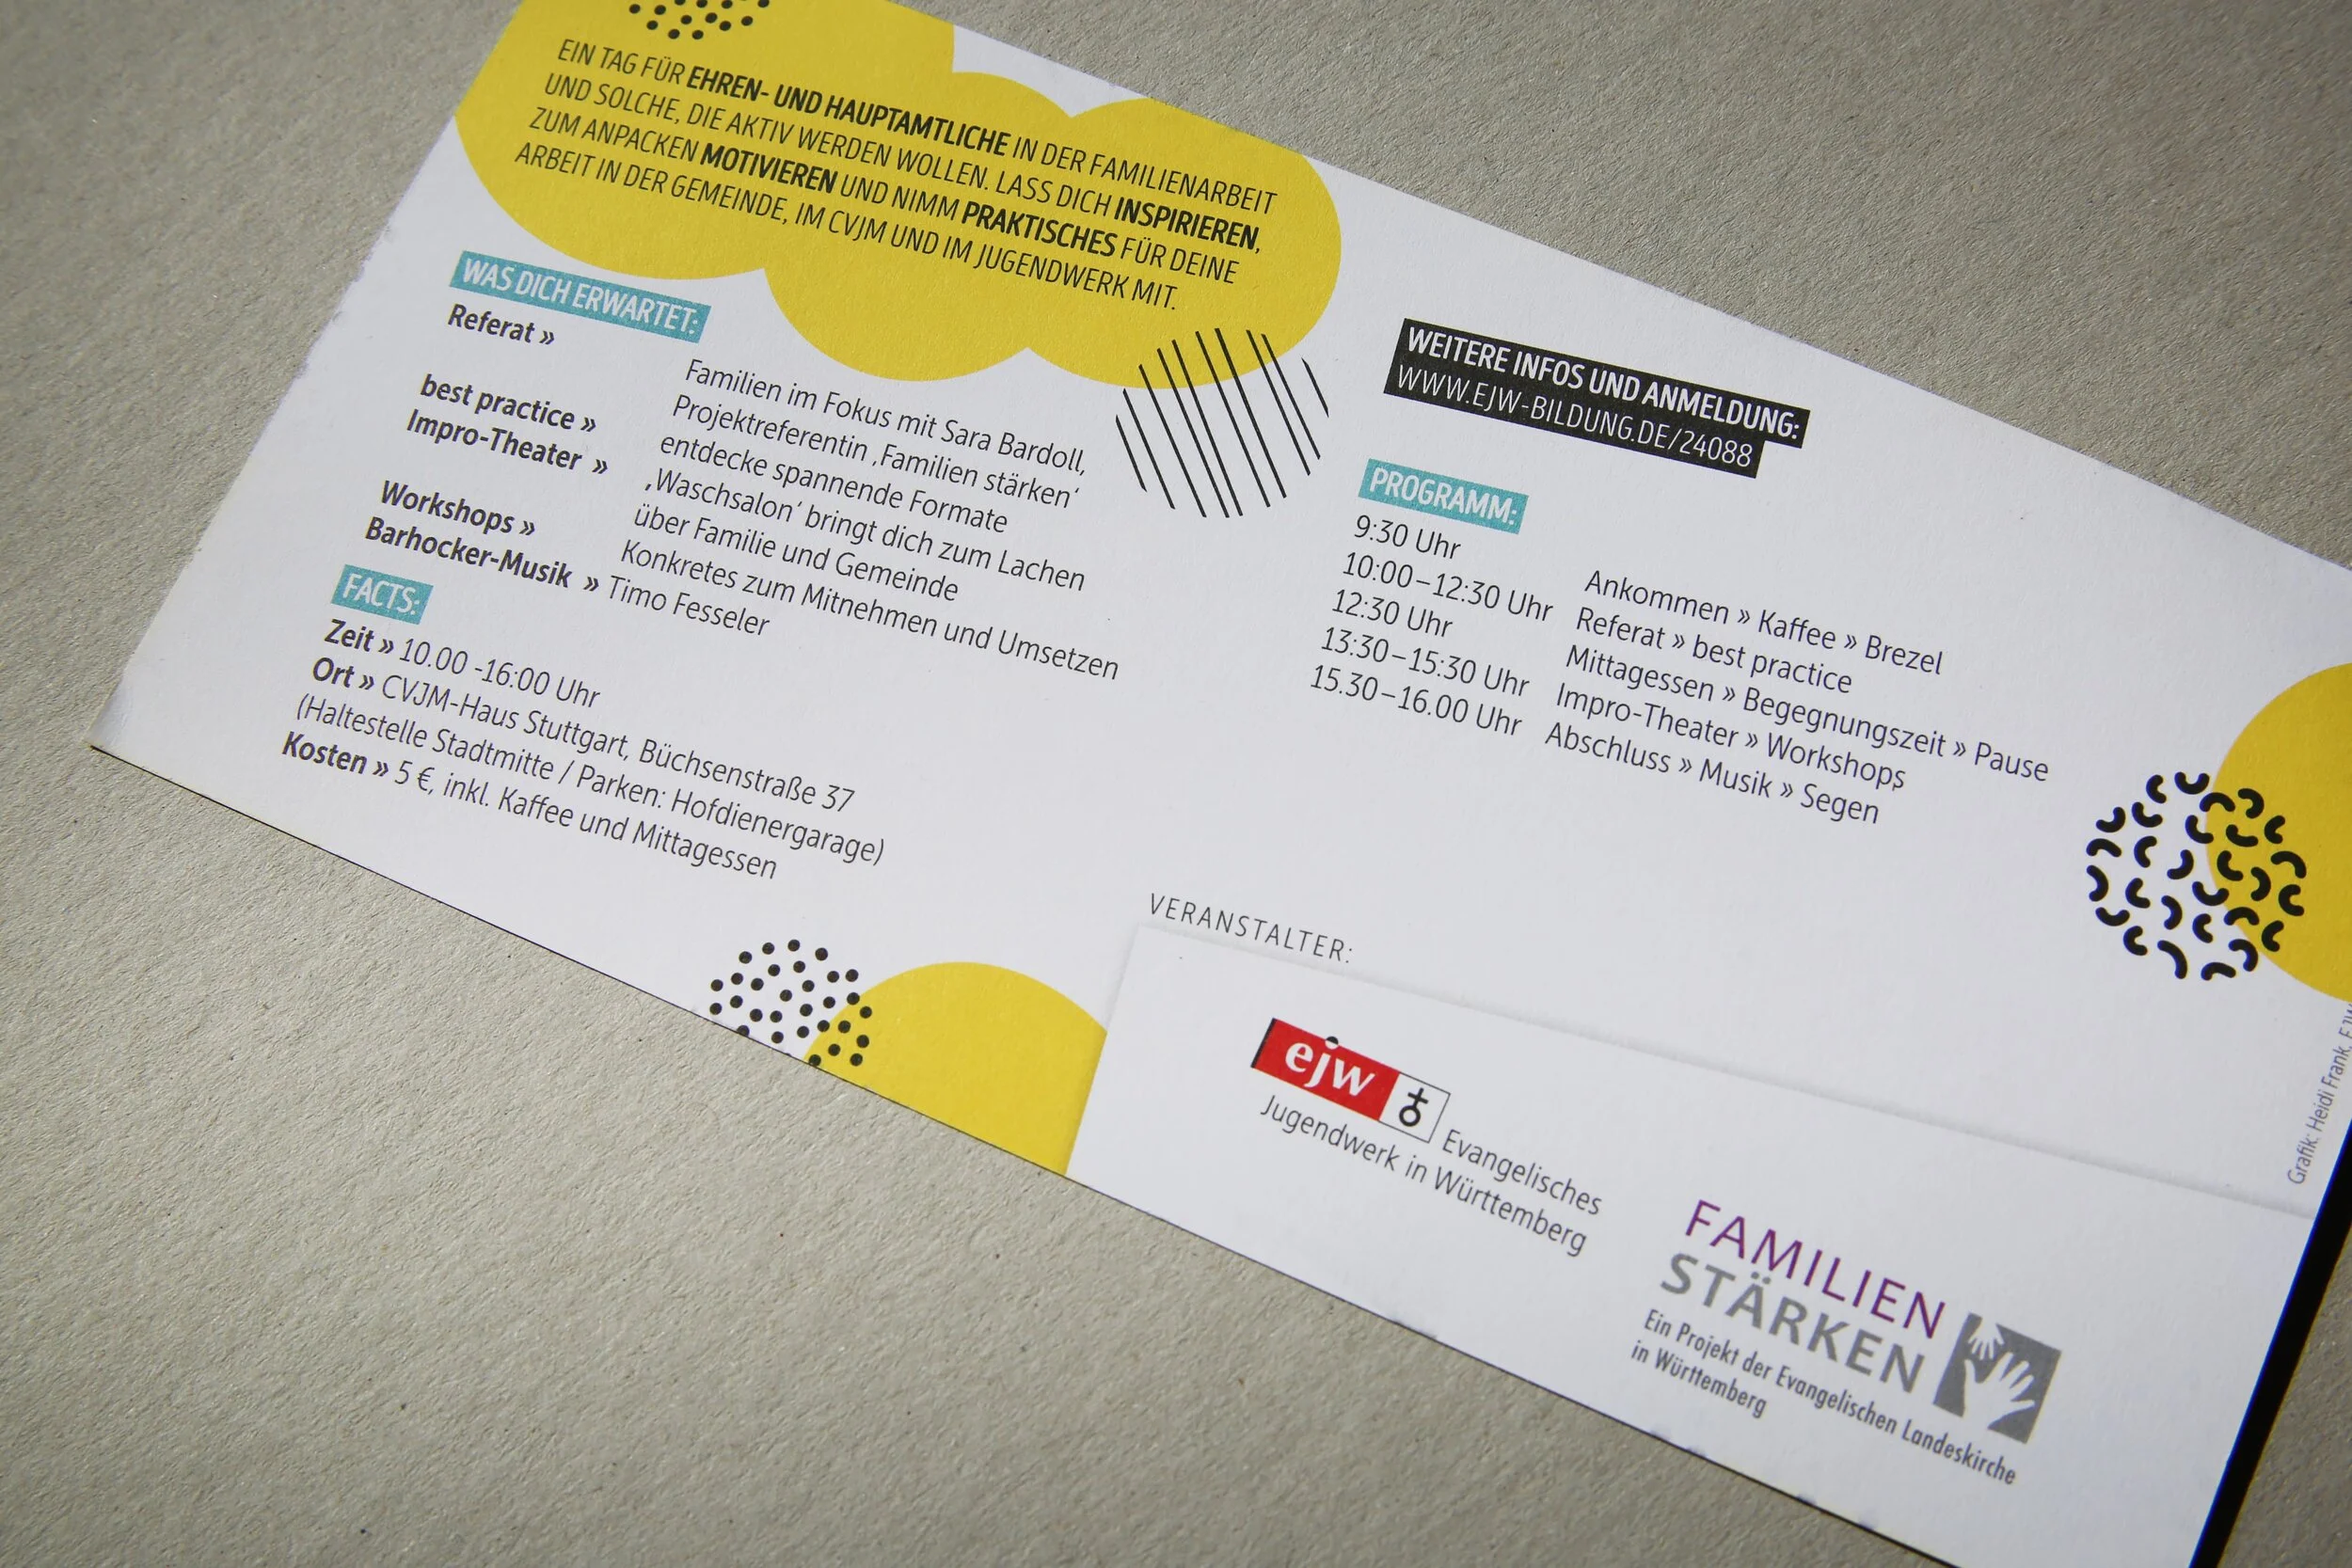 EIN TAG FÜR EHREN- UND HAUPTAMTLICHE IN DER FAMILIENARBEIT
UND SOLCHE, DIE AKTIV WERDEN WOLLEN. LASS DICH INSPIRIEREN,
ZUM ANPACKEN MOTIVIEREN UND NIMM PRAKTISCHES FÜR DEINE
ARBEIT IN DER GEMEINDE, IM CVJM UND IM JUGENDWERK MIT.
WAS DICH ERWARTET:
Referat » Familien im Fokus mit Sara Bardoll,
Projektreferentin ‚Familien stärken‘
best practice » entdecke spannende Formate
Impro-Theater » ‚Waschsalon‘ bringt dich zum Lachen
über Familie und Gemeinde
Workshops » Konkretes zum Mitnehmen und Umsetzen
Barhocker-Musik » Timo Fesseler
FACTS:
Zeit » 10.00 -16:00 Uhr
Ort » CVJM-Haus Stuttgart, Büchsenstraße 37
(Haltestelle Stadtmitte / Parken: Hofdienergarage)
Kosten » 5 €, inkl. Kaffee und Mittagessen
WEITERE INFOS UND ANMELDUNG:
WWW.EJW-BILDUNG.DE/24088
PROGRAMM:
9:30 Uhr Ankommen » Kaffee » Brezel
10:00–12:30 Uhr Referat » best practice
12:30 Uhr Mittagessen » Begegnungszeit » Pause
13:30–15:30 Uhr Impro-Theater » Workshops
15.30–16.00 Uhr Abschluss » Musik » Segen
VERANSTALTER:
ejw
Evangelisches
Jugendwerk in Württemberg
FAMILIEN
STÄRKEN
Ein Projekt der Evangelischen Landeskirche
in Württemberg
Grafik: Heidi Frank, EJW